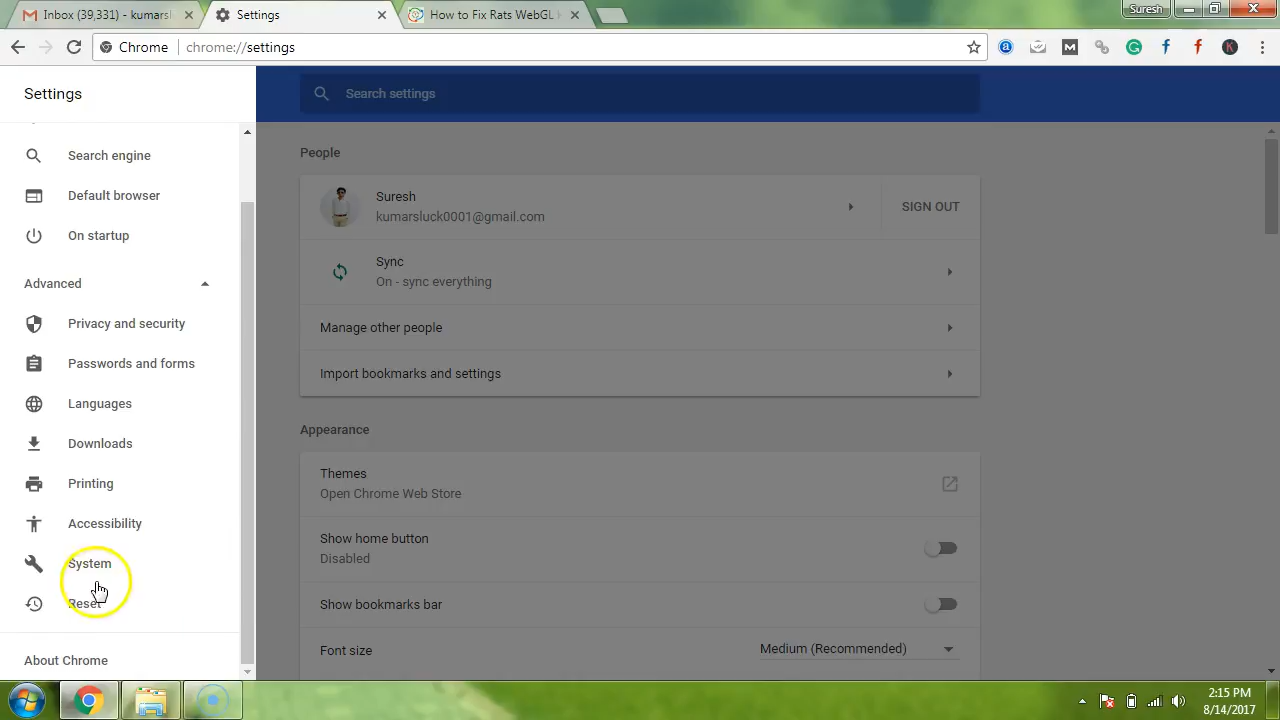 Inbox (39,331) - kumarsl
Settings
How to Fix Rats WebGL
Suresh
Chrome
chrome://settings
Settings
Search settings
Search engine
Default browser
On startup
Advanced
Privacy and security
Passwords and forms
Languages
Downloads
Printing
Accessibility
System
Reset
About Chrome
People
Suresh
kumarsluck0001@gmail.com
SIGN OUT
Sync
On - sync everything
Manage other people
Import bookmarks and settings
Appearance
Themes
Open Chrome Web Store
Show home button
Disabled
Show bookmarks bar
Font size
Medium (Recommended)
2:15 PM
8/14/2017